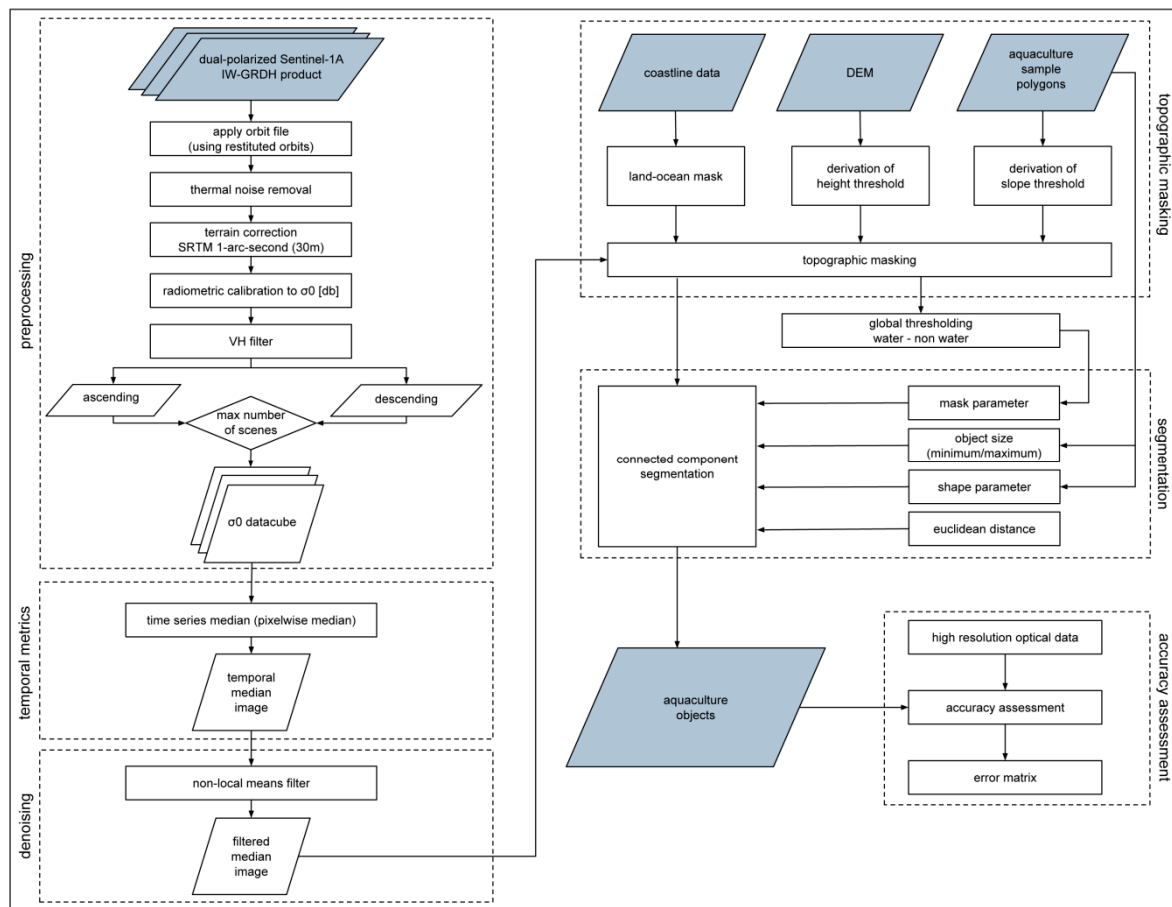 preprocessing
dual-polarized Sentinel-1A
IW-GRDH product
apply orbit file
(using restituted orbits)
thermal noise removal
terrain correction
SRTM 1-arc-second (30m)
radiometric calibration to σ0 [db]
VH filter
ascending
descending
max number
of scenes
σ0 datacube
temporal metrics
time series median (pixelwise median)
temporal
median
image
denoising
non-local means filter
filtered
median
image
topographic masking
coastline data
DEM
aquaculture
sample
polygons
land-ocean mask
derivation of
height threshold
derivation of
slope threshold
topographic masking
global thresholding
water - non water
segmentation
connected component
segmentation
mask parameter
object size
(minimum/maximum)
shape parameter
euclidean distance
aquaculture
objects
accuracy assessment
high resolution optical data
accuracy assessment
error matrix